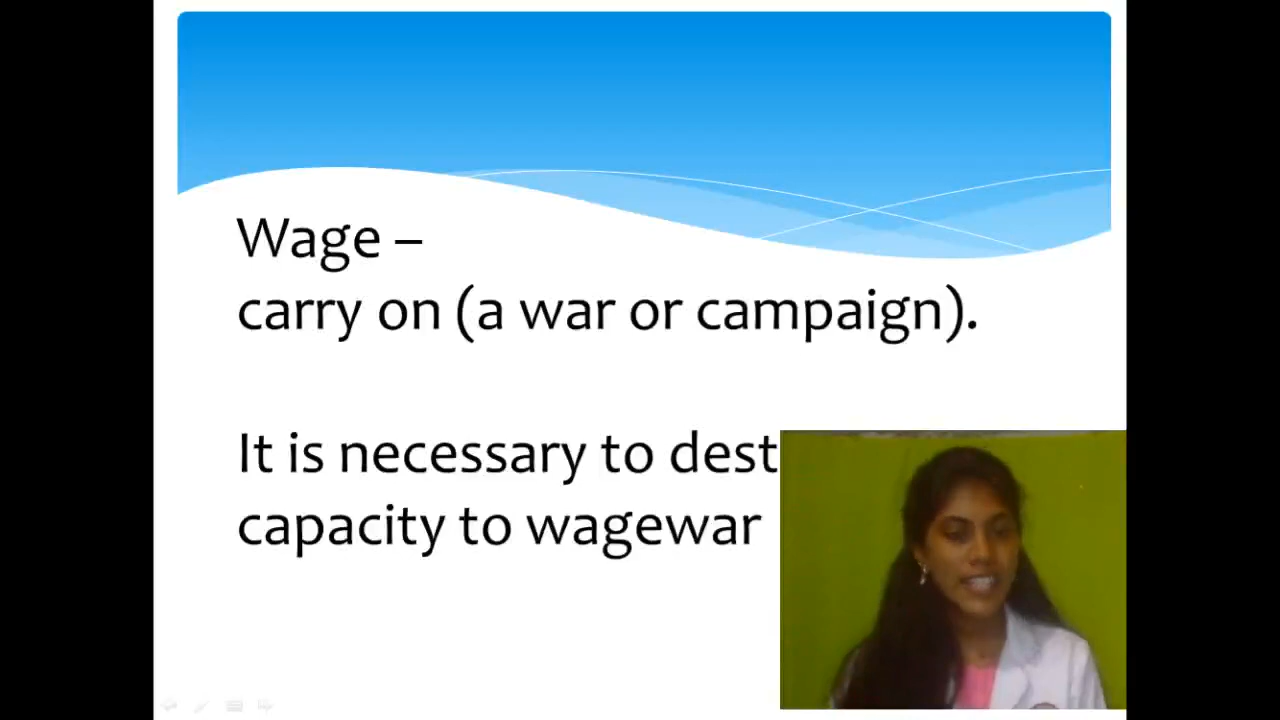 Wage –
carry on (a war or campaign).
It is necessary to dest
capacity to wagewar